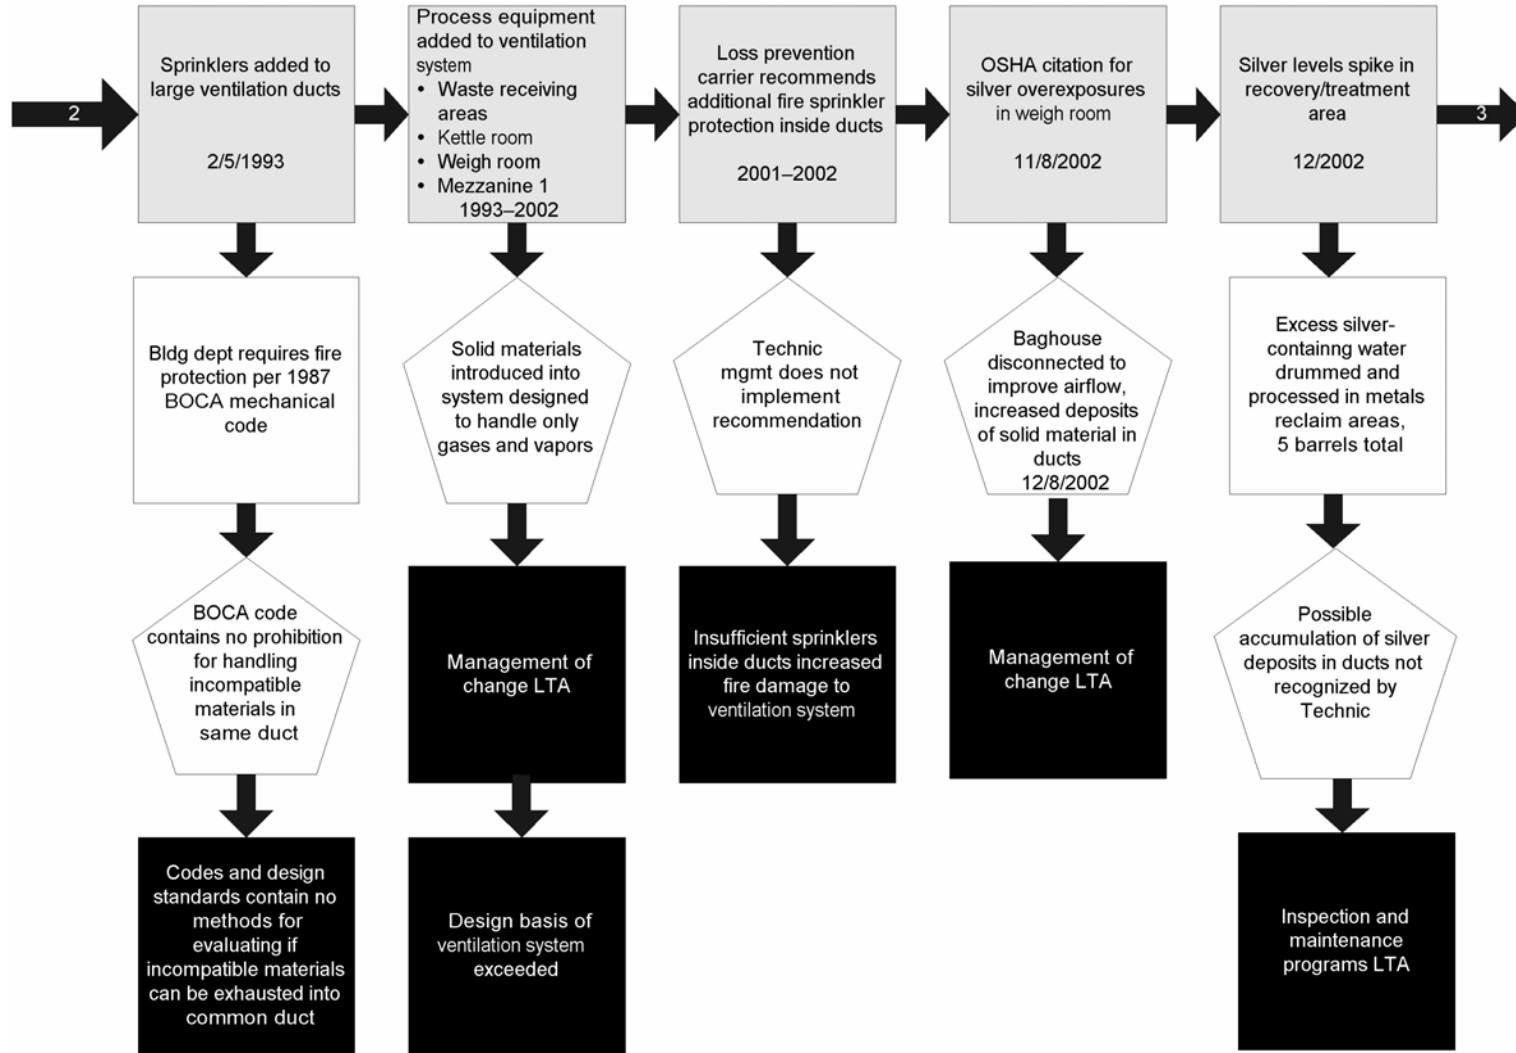 2
Sprinklers added to
large ventilation ducts
2/5/1993
Process equipment
added to ventilation
system
• Waste receiving
areas
• Kettle room
• Weigh room
• Mezzanine 1
1993–2002
Loss prevention
carrier recommends
additional fire sprinkler
protection inside ducts
2001–2002
OSHA citation for
silver overexposures
in weigh room
11/8/2002
Silver levels spike in
recovery/treatment
area
12/2002
3
Bldg dept requires fire
protection per 1987
BOCA mechanical
code
Solid materials
introduced into
system designed
to handle only
gases and vapors
Technic
mgmt does not
implement
recommendation
Baghouse
disconnected to
improve airflow,
increased deposits
of solid material in
ducts
12/8/2002
Excess silver-
containng water
drummed and
processed in metals
reclaim areas,
5 barrels total
BOCA code
contains no prohibition
for handling
incompatible
materials in
same duct
Management of
change LTA
Insufficient sprinklers
inside ducts increased
fire damage to
ventilation system
Management of
change LTA
Possible
accumulation of silver
deposits in ducts not
recognized by
Technic
Codes and design
standards contain no
methods for
evaluating if
incompatible materials
can be exhausted into
common duct
Design basis of
ventilation system
exceeded
Inspection and
maintenance
programs LTA